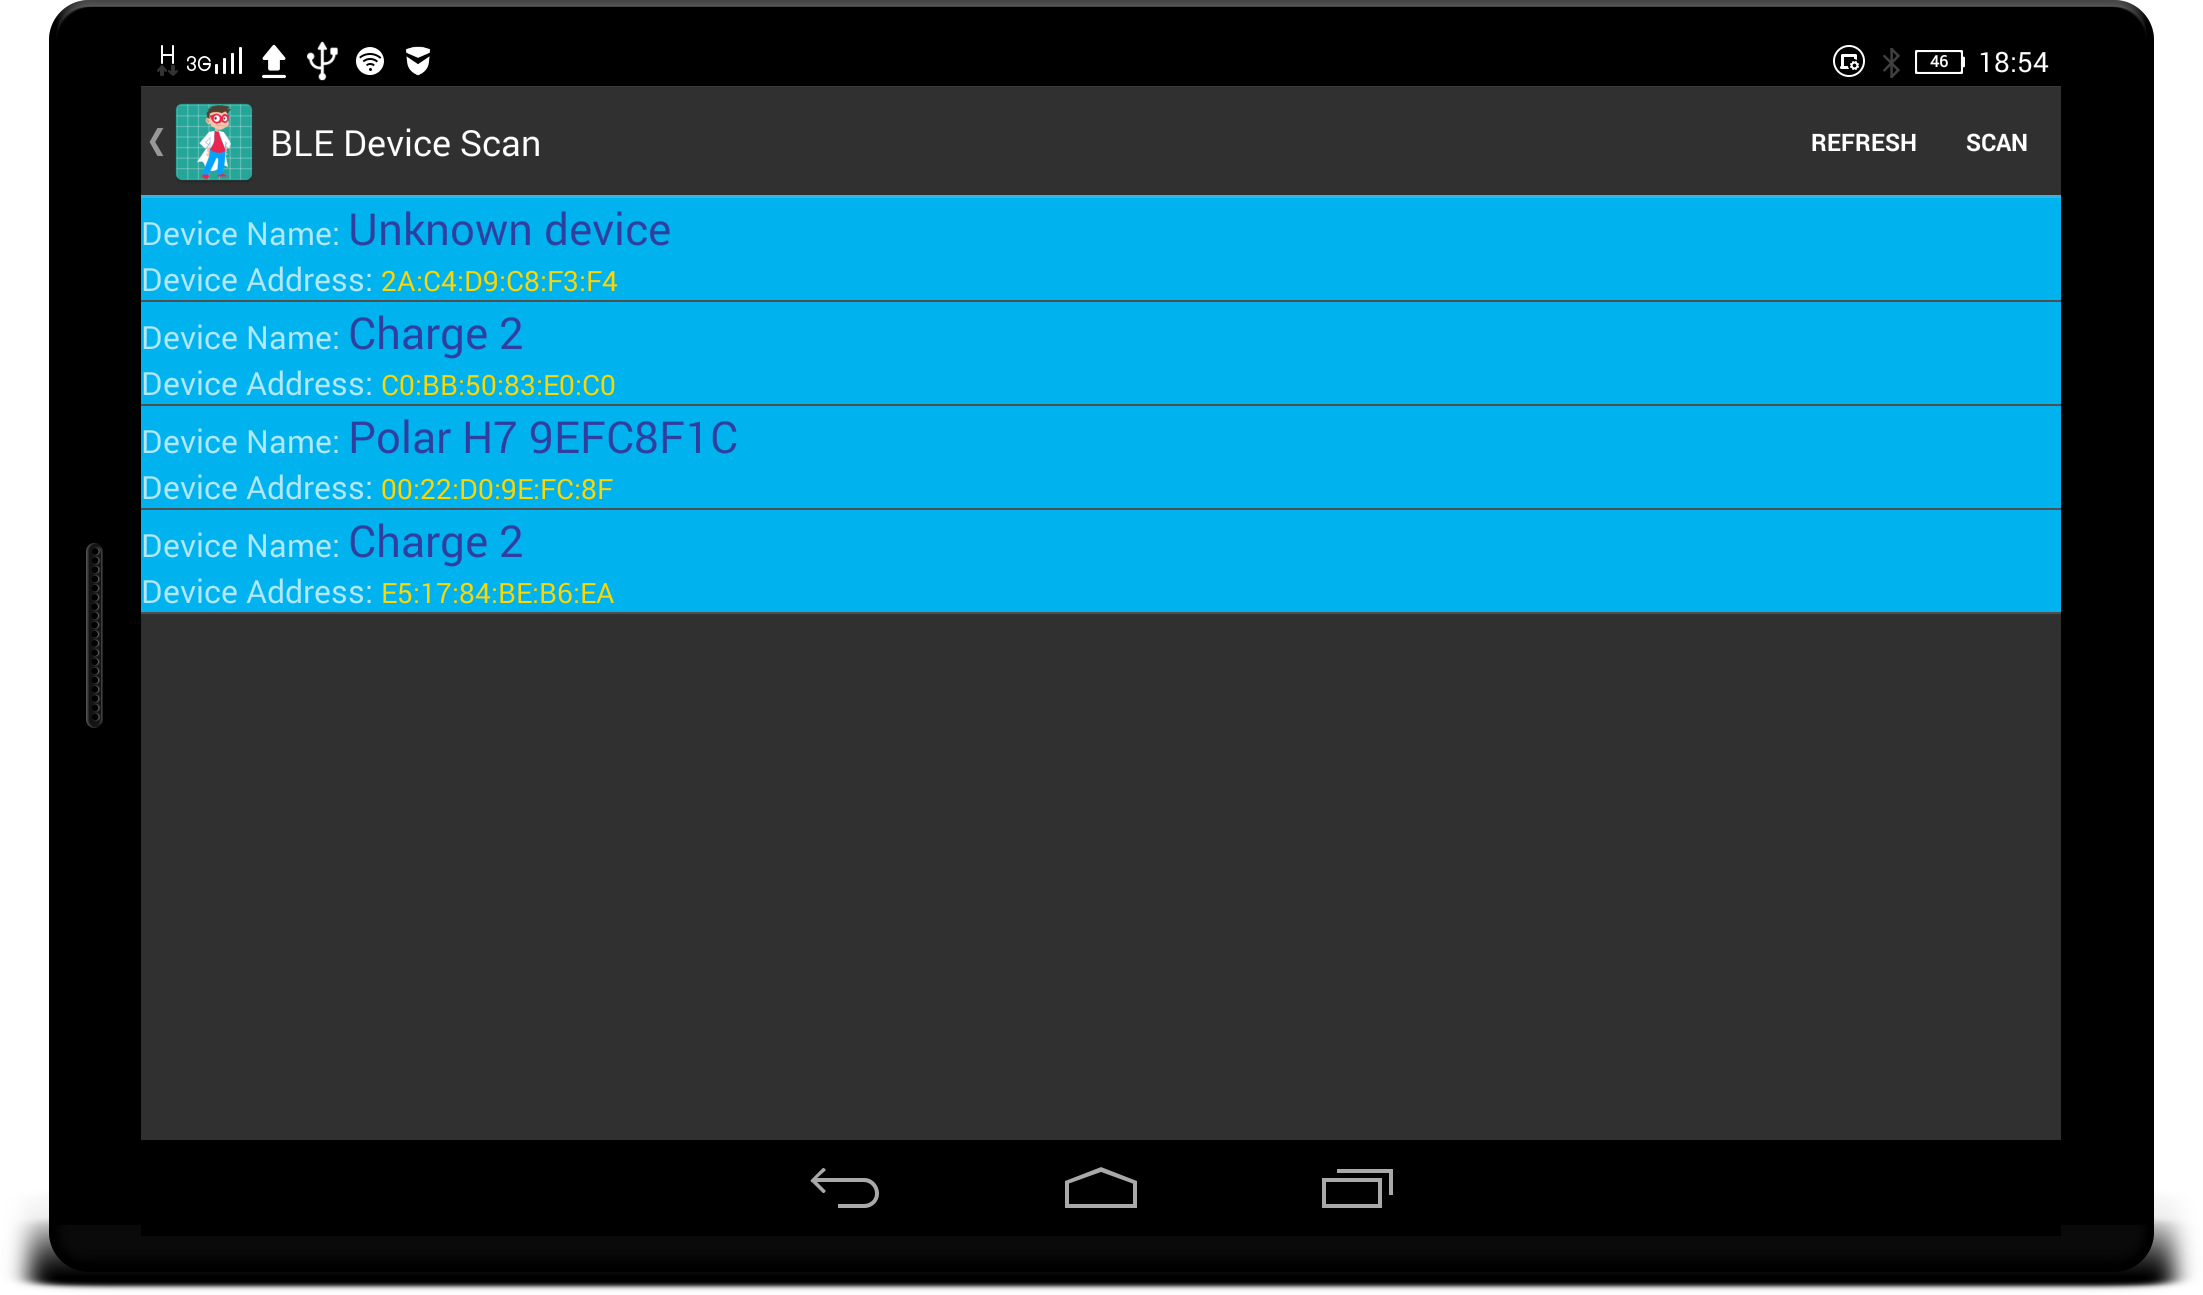 H 3G 46 18:54
BLE Device Scan REFRESH SCAN
Device Name: Unknown device
Device Address: 2A:C4:D9:C8:F3:F4
Device Name: Charge 2
Device Address: C0:BB:50:83:E0:C0
Device Name: Polar H7 9EFC8F1C
Device Address: 00:22:D0:9E:FC:8F
Device Name: Charge 2
Device Address: E5:17:84:BE:B6:EA